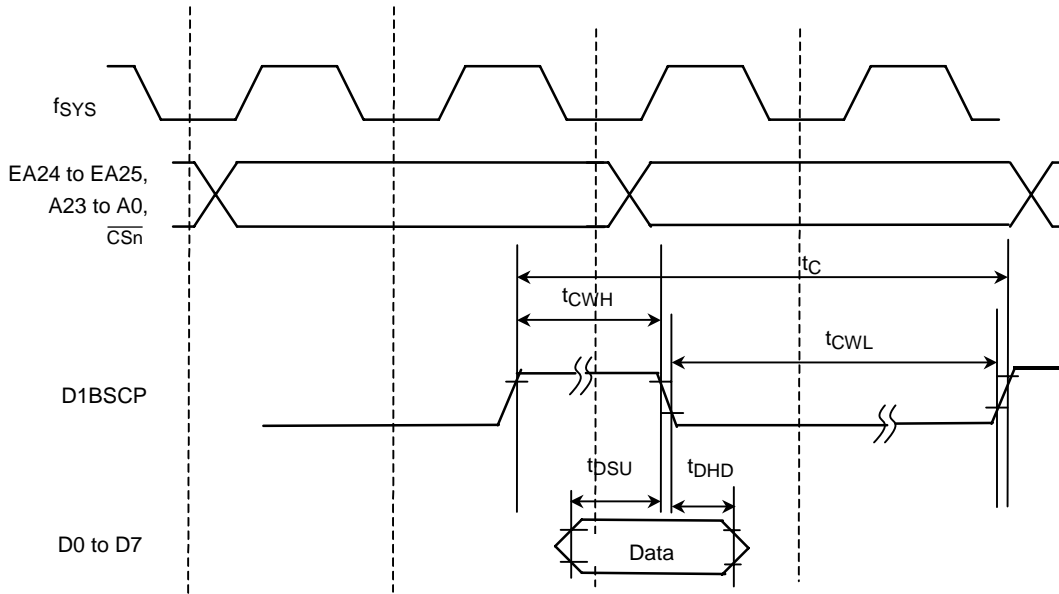 fSYS
EA24 to EA25,
A23 to A0,
CSn
tC
tCWH
tCWL
D1BSCP
tDSU
tDHD
D0 to D7
Data